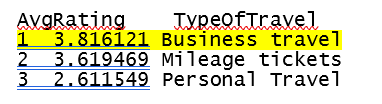 AvgRating TypeOfTravel
1 3.816121 Business travel
2 3.619469 Mileage tickets
3 2.611549 Personal Travel